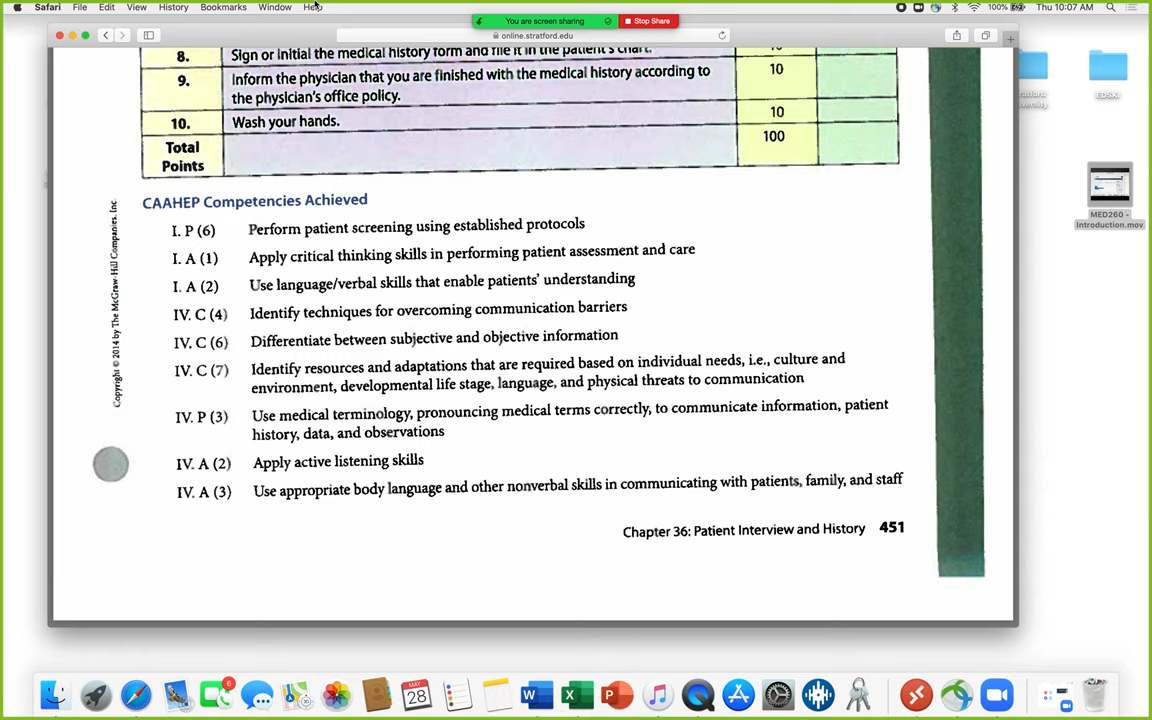 Safari File Edit View History Bookmarks Window Help
100% Thu 10:07 AM
You are screen sharing Stop Share
online.stratford.edu
8. Sign or initial the medical history form and file it in the patient's chart. 10
9. Inform the physician that you are finished with the medical history according to 10
the physician's office policy.
10. Wash your hands. 10
Total 100
Points
CAAHEP Competencies Achieved
I. P (6) Perform patient screening using established protocols
I. A (1) Apply critical thinking skills in performing patient assessment and care
I. A (2) Use language/verbal skills that enable patients' understanding
IV. C (4) Identify techniques for overcoming communication barriers
IV. C (6) Differentiate between subjective and objective information
IV. C (7) Identify resources and adaptations that are required based on individual needs, i.e., culture and
environment, developmental life stage, language, and physical threats to communication
IV. P (3) Use medical terminology, pronouncing medical terms correctly, to communicate information, patient
history, data, and observations
IV. A (2) Apply active listening skills
IV. A (3) Use appropriate body language and other nonverbal skills in communicating with patients, family, and staff
Chapter 36: Patient Interview and History 451
Copyright © 2014 by The McGraw-Hill Companies, Inc
EDSKI
MED260 -
Introduction.mov
6
MAY
28